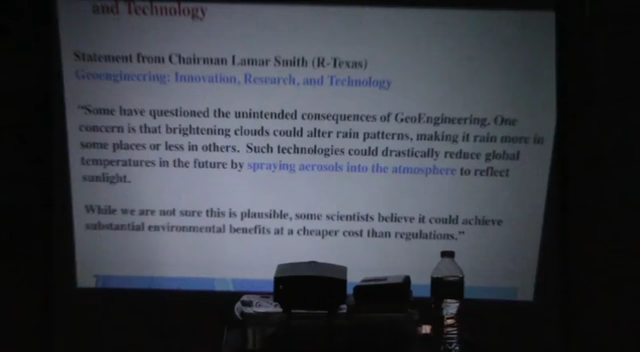 and Technology
Statement from Chairman Lamar Smith (R-Texas)
Geoengineering: Innovation, Research, and Technology
"Some have questioned the unintended consequences of GeoEngineering. One
concern is that brightening clouds could alter rain patterns, making it rain more in
some places or less in others. Such technologies could drastically reduce global
temperatures in the future by spraying aerosols into the atmosphere to reflect
sunlight.
While we are not sure this is plausible, some scientists believe it could achieve
substantial environmental benefits at a cheaper cost than regulations."